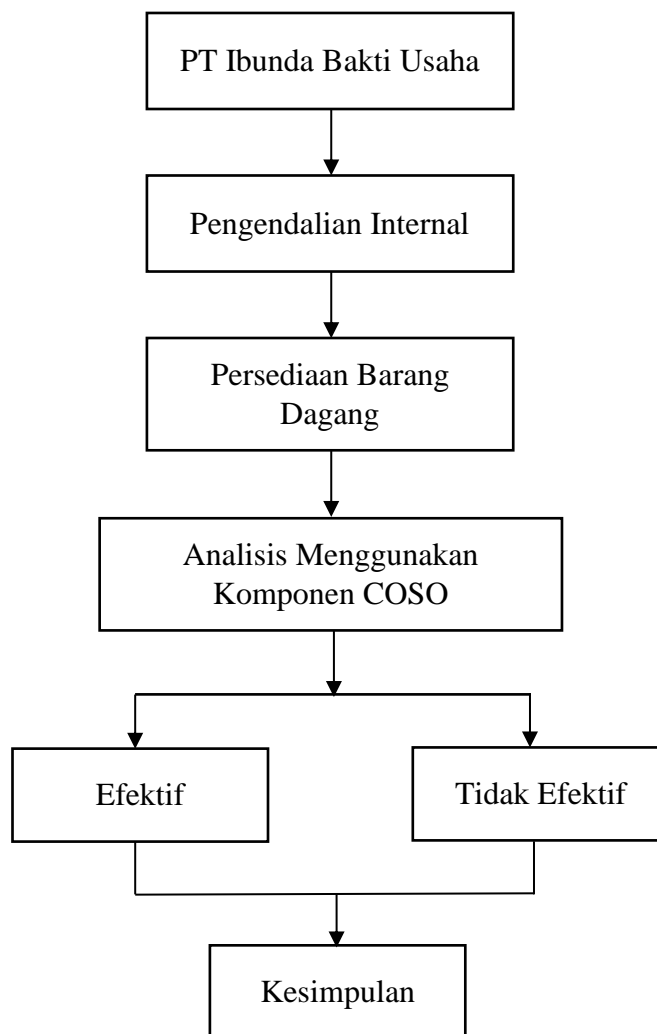 PT Ibunda Bakti Usaha
Pengendalian Internal
Persediaan Barang
Dagang
Analisis Menggunakan
Komponen COSO
Efektif
Tidak Efektif
Kesimpulan